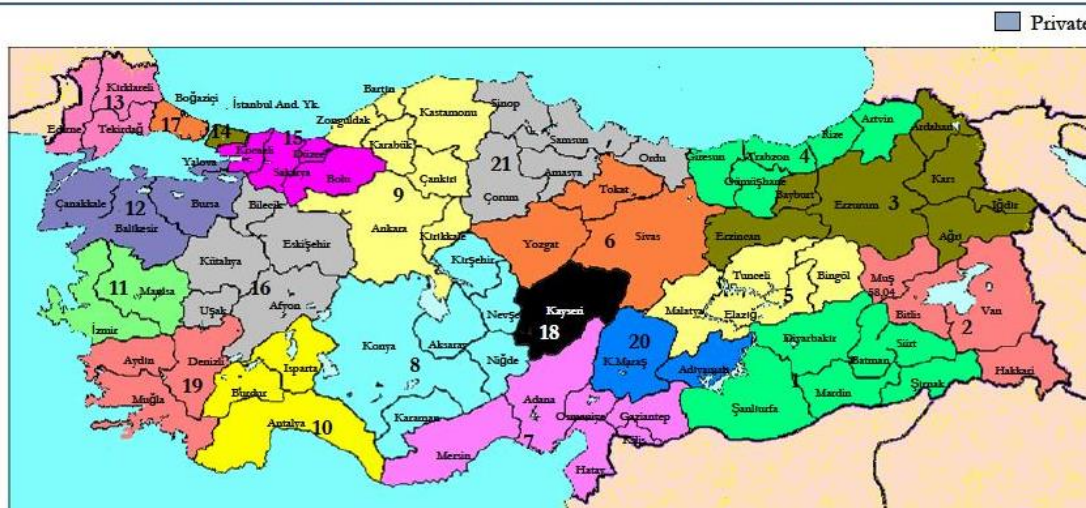 Private
Kırklareli
13
Edirne
Tekirdağ
Boğaziçi
17
İstanbul And. Yk.
14
15
Kocaeli
Düzce
Sakarya
Bolu
Yalova
Çanakkale
12
Bursa
Balıkesir
Bilecik
Eskişehir
Kütahya
16
Uşak
Afyon
11
Manisa
İzmir
Aydın
Denizli
19
Muğla
Isparta
Burdur
Antalya
10
Bartın
Zonguldak
Kastamonu
Karabük
Çankırı
9
Ankara
Kırıkkale
Sinop
Samsun
21
Amasya
Ordu
Çorum
Tokat
Yozgat
6
Sivas
Kırşehir
Nevşe
Kayseri
18
Konya
Aksaray
8
Niğde
Karaman
Mersin
Adana
7
Osmaniye
Gaziantep
Kilis
Hatay
20
K.Maraş
Adıyaman
Giresun
Trabzon
4
Rize
Artvin
Gümüşhane
Bayburt
Ardahan
Kars
Erzurum
3
Iğdır
Ağrı
Erzincan
Tunceli
Bingöl
5
Malatya
Elazığ
Muş
58.04
Bitlis
2
Van
Hakkari
Diyarbakir
Siirt
Batman
1
Mardin
Şırnak
Şanlıurfa